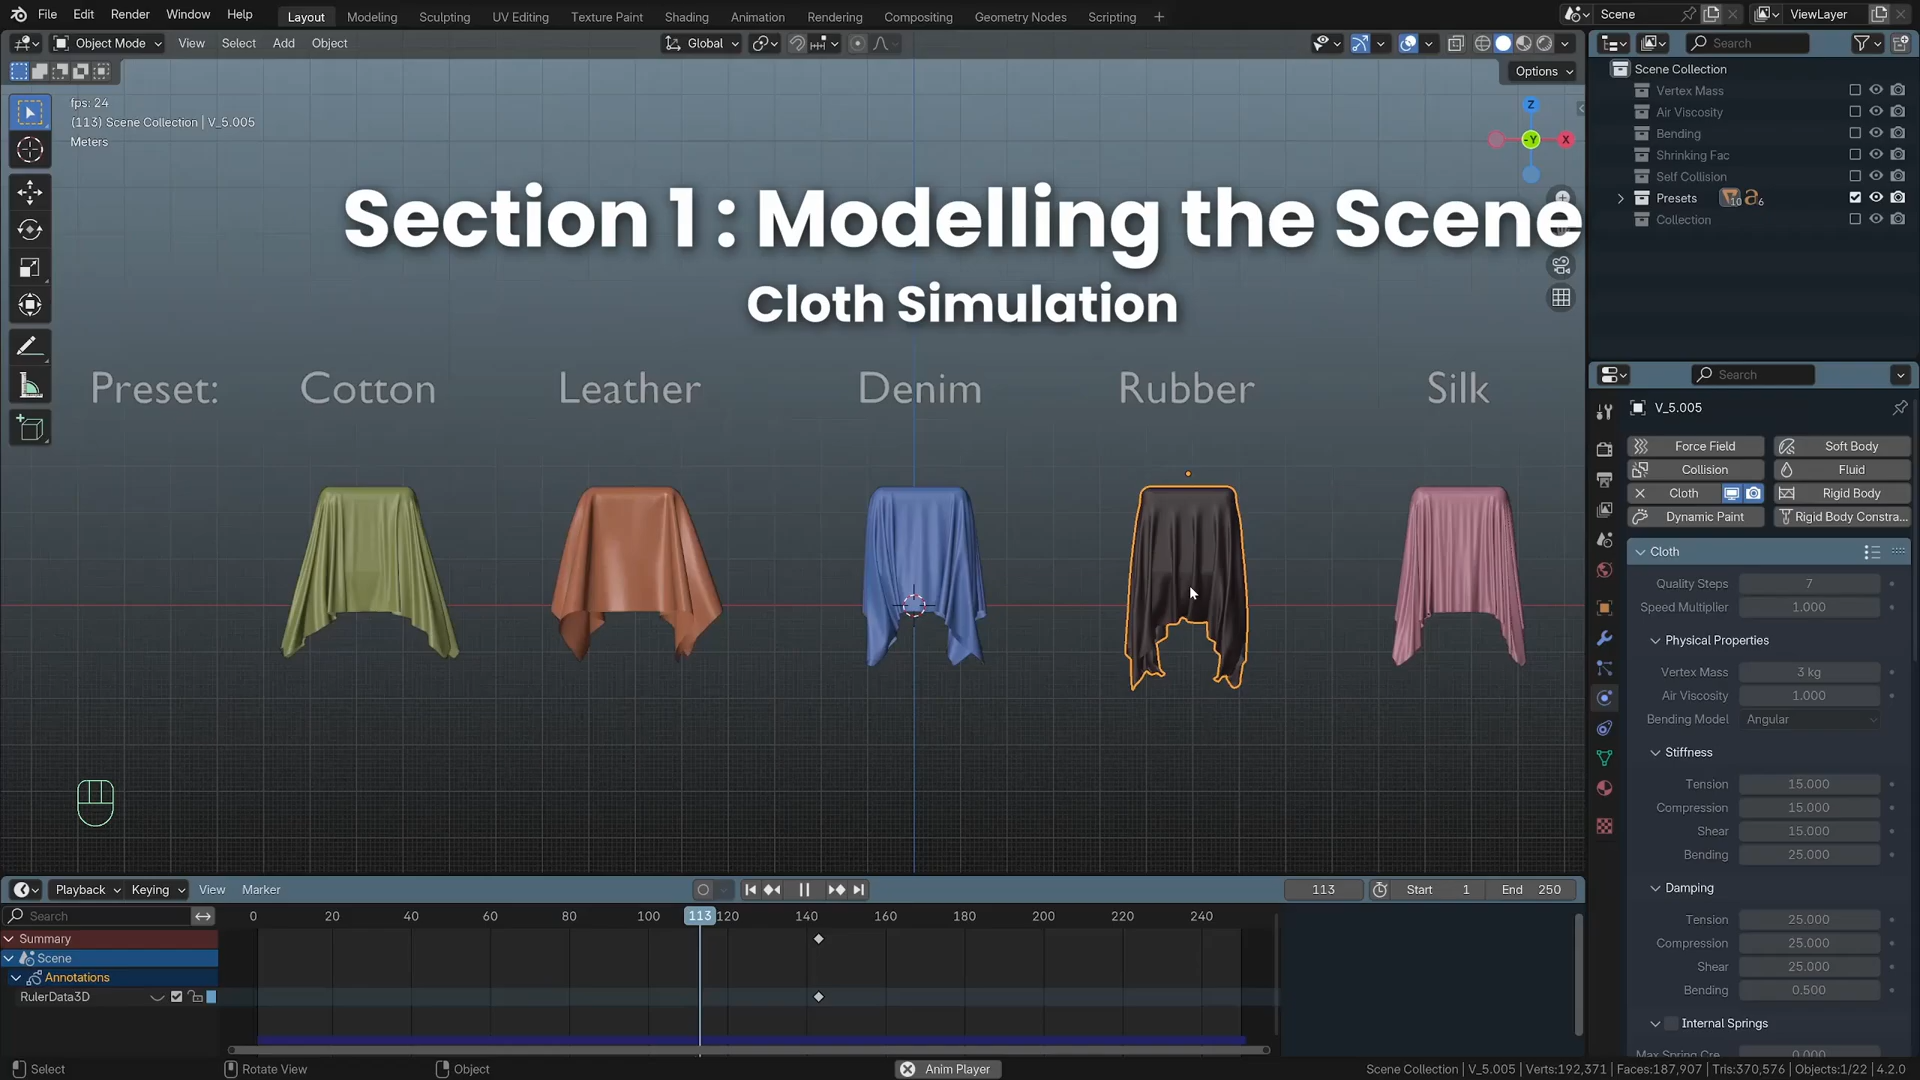 File Edit Render Window Help Layout Modeling Sculpting UV Editing Texture Paint Shading Animation Rendering Compositing Geometry Nodes Scripting + Scene ViewLayer
Object Mode View Select Add Object Global Search
Options
fps: 24
(113) Scene Collection | V_5.005
Meters
Z
-Y X
Section 1 : Modelling the Scene
Cloth Simulation
Preset: Cotton Leather Denim Rubber Silk
Scene Collection
Vertex Mass
Air Viscosity
Bending
Shrinking Fac
Self Collision
Presets 10 6
Collection
Search
V_5.005
Force Field Soft Body
Collision Fluid
Cloth Rigid Body
Dynamic Paint Rigid Body Constra...
Cloth
Quality Steps 7
Speed Multiplier 1.000
Physical Properties
Vertex Mass 3 kg
Air Viscosity 1.000
Bending Model Angular
Stiffness
Tension 15.000
Compression 15.000
Shear 15.000
Bending 25.000
Damping
Tension 25.000
Compression 25.000
Shear 25.000
Bending 0.500
Internal Springs
Max Spring Cre 0.000
Playback Keying View Marker 113 Start 1 End 250
Search 0 20 40 60 80 100 113 120 140 160 180 200 220 240
Summary
Scene
Annotations
RulerData3D
Select Rotate View Object Anim Player Scene Collection | V_5.005 | Verts:192,371 | Faces:187,907 | Tris:370,576 | Objects:1/22 | 4.2.0